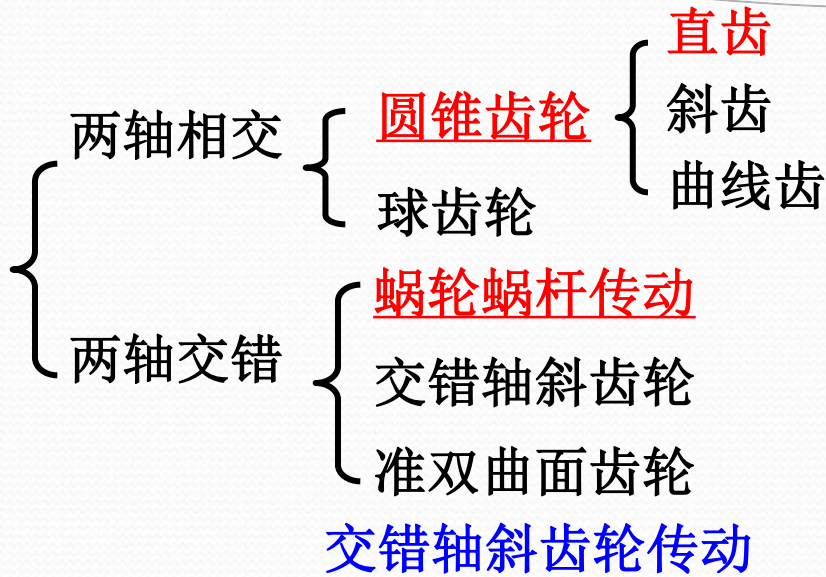 直齿
两轴相交
圆锥齿轮
斜齿
曲线齿
球齿轮
蜗轮蜗杆传动
两轴交错
交错轴斜齿轮
准双曲面齿轮
交错轴斜齿轮传动